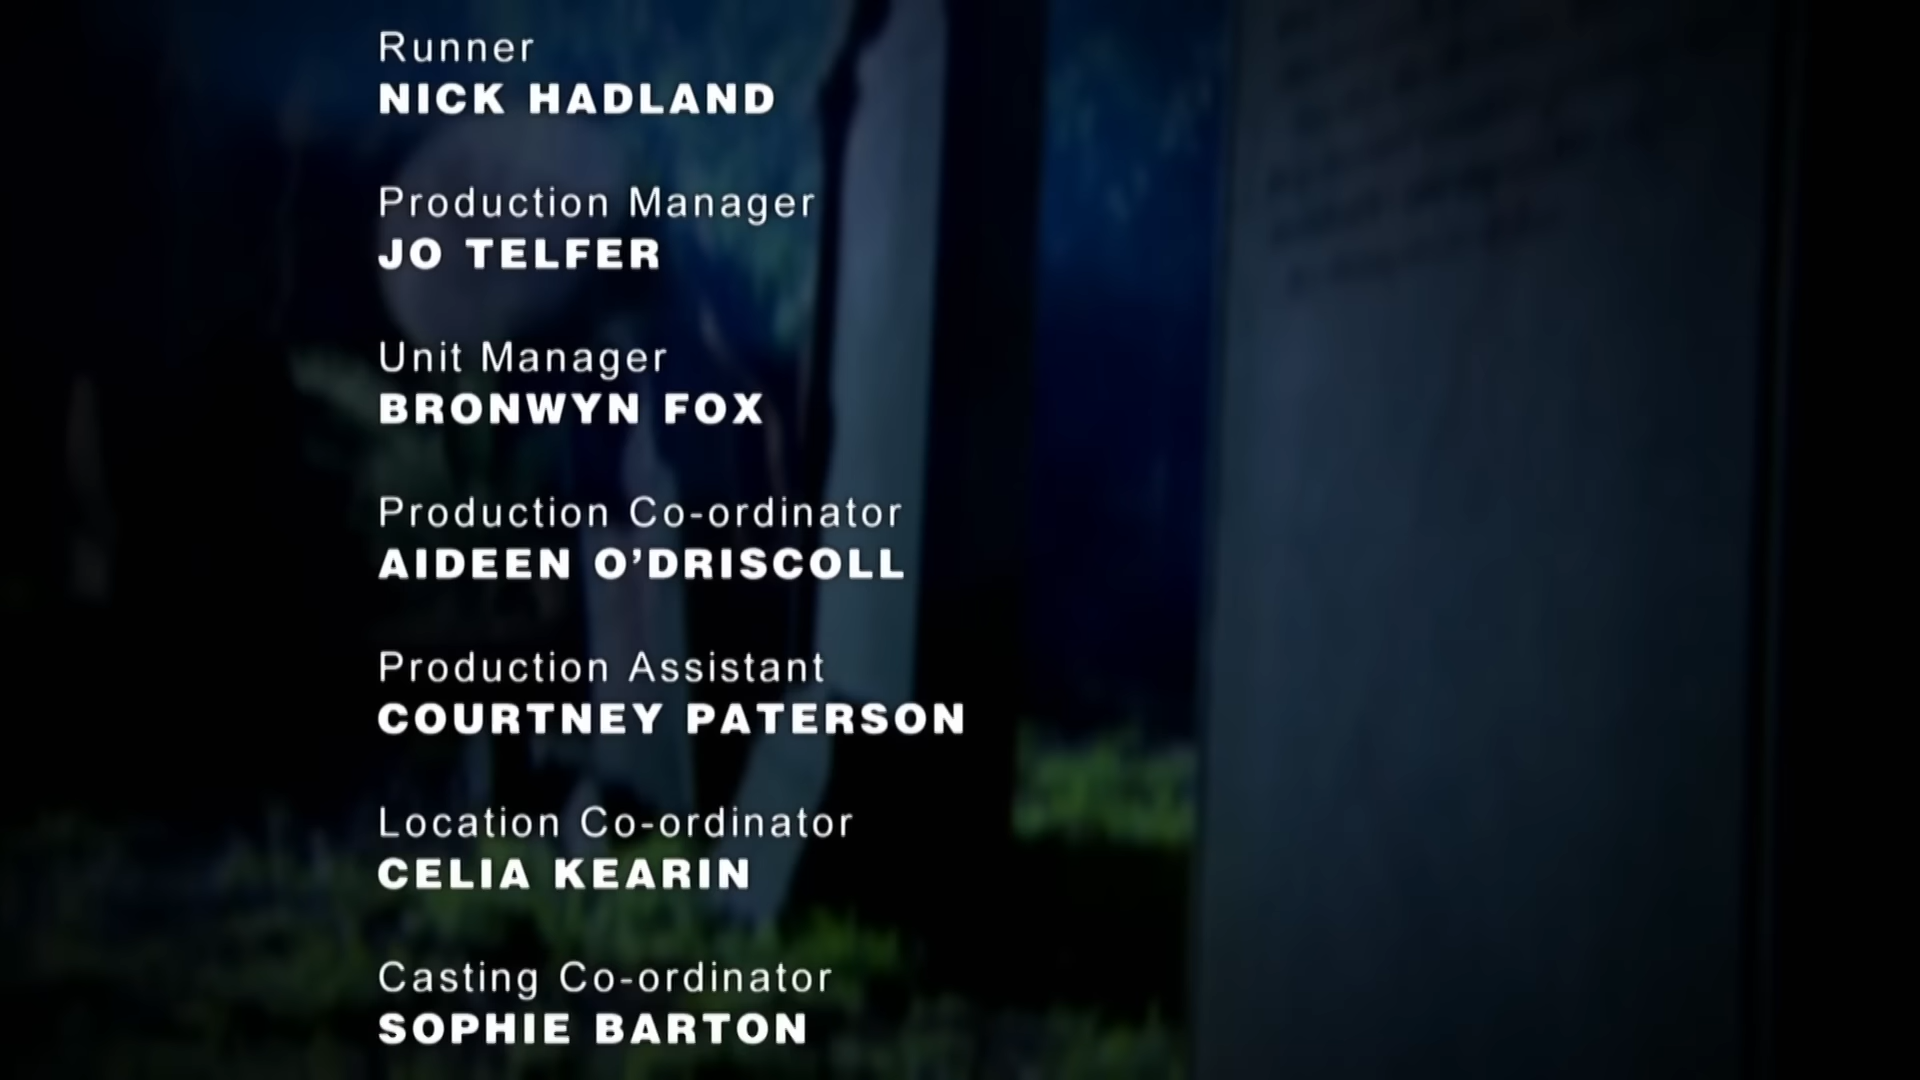 Runner
NICK HADLAND
Production Manager
JO TELFER
Unit Manager
BRONWYN FOX
Production Co-ordinator
AIDEEN O’DRISCOLL
Production Assistant
COURTNEY PATERSON
Location Co-ordinator
CELIA KEARIN
Casting Co-ordinator
SOPHIE BARTON